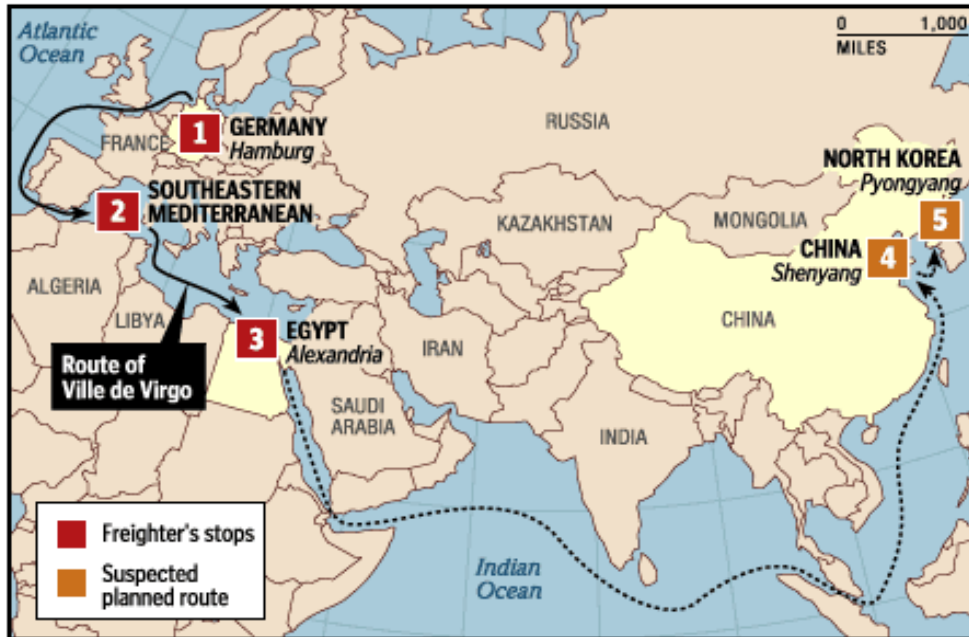 Atlantic
Ocean
0 1,000
MILES
RUSSIA
1
GERMANY
Hamburg
FRANCE
NORTH KOREA
Pyongyang
2
SOUTHEASTERN
MEDITERRANEAN
KAZAKHSTAN
MONGOLIA
5
CHINA
Shenyang
4
ALGERIA
LIBYA
3
EGYPT
Alexandria
IRAN
CHINA
Route of
Ville de Virgo
SAUDI
ARABIA
INDIA
Freighter's stops
Suspected
planned route
Indian
Ocean